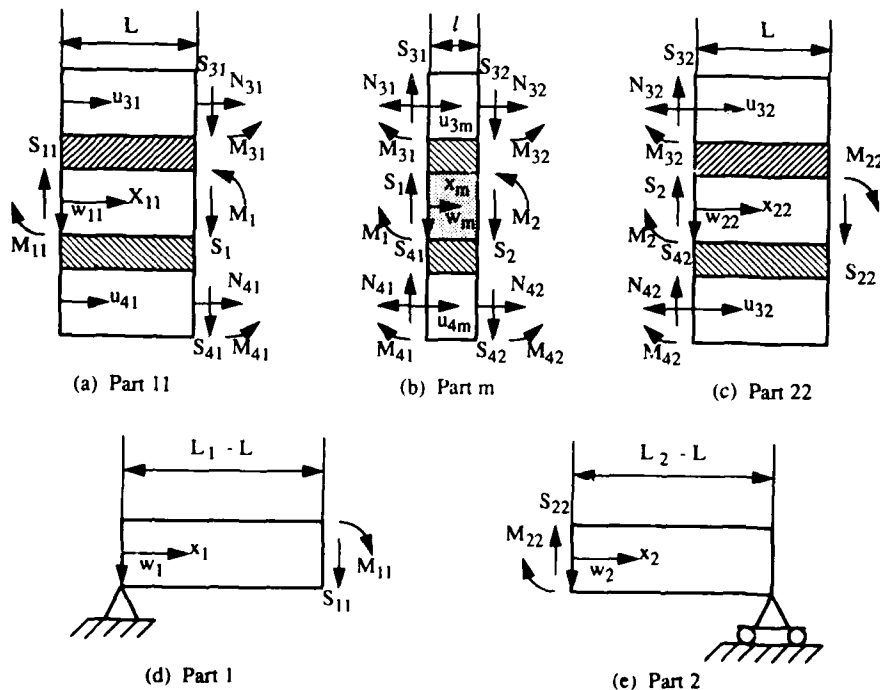 L
S31
N31
u31
M31
S11
w11 X11
M1
M11
S1
u41
N41
S41 M41
(a) Part 11
l
S31
S32
N31
N32
u3m
M31
M32
S1
xm
wm
M1
M2
S41
S2
N41
N42
u4m
M41
S42 M42
(b) Part m
L
S32
N32
u32
M32
M22
S2
w22 x22
M2
S42
S22
N42
u32
M42
(c) Part 22
L1 - L
w1 x1
M11
S11
(d) Part 1
L2 - L
S22
M22
w2 x2
(e) Part 2